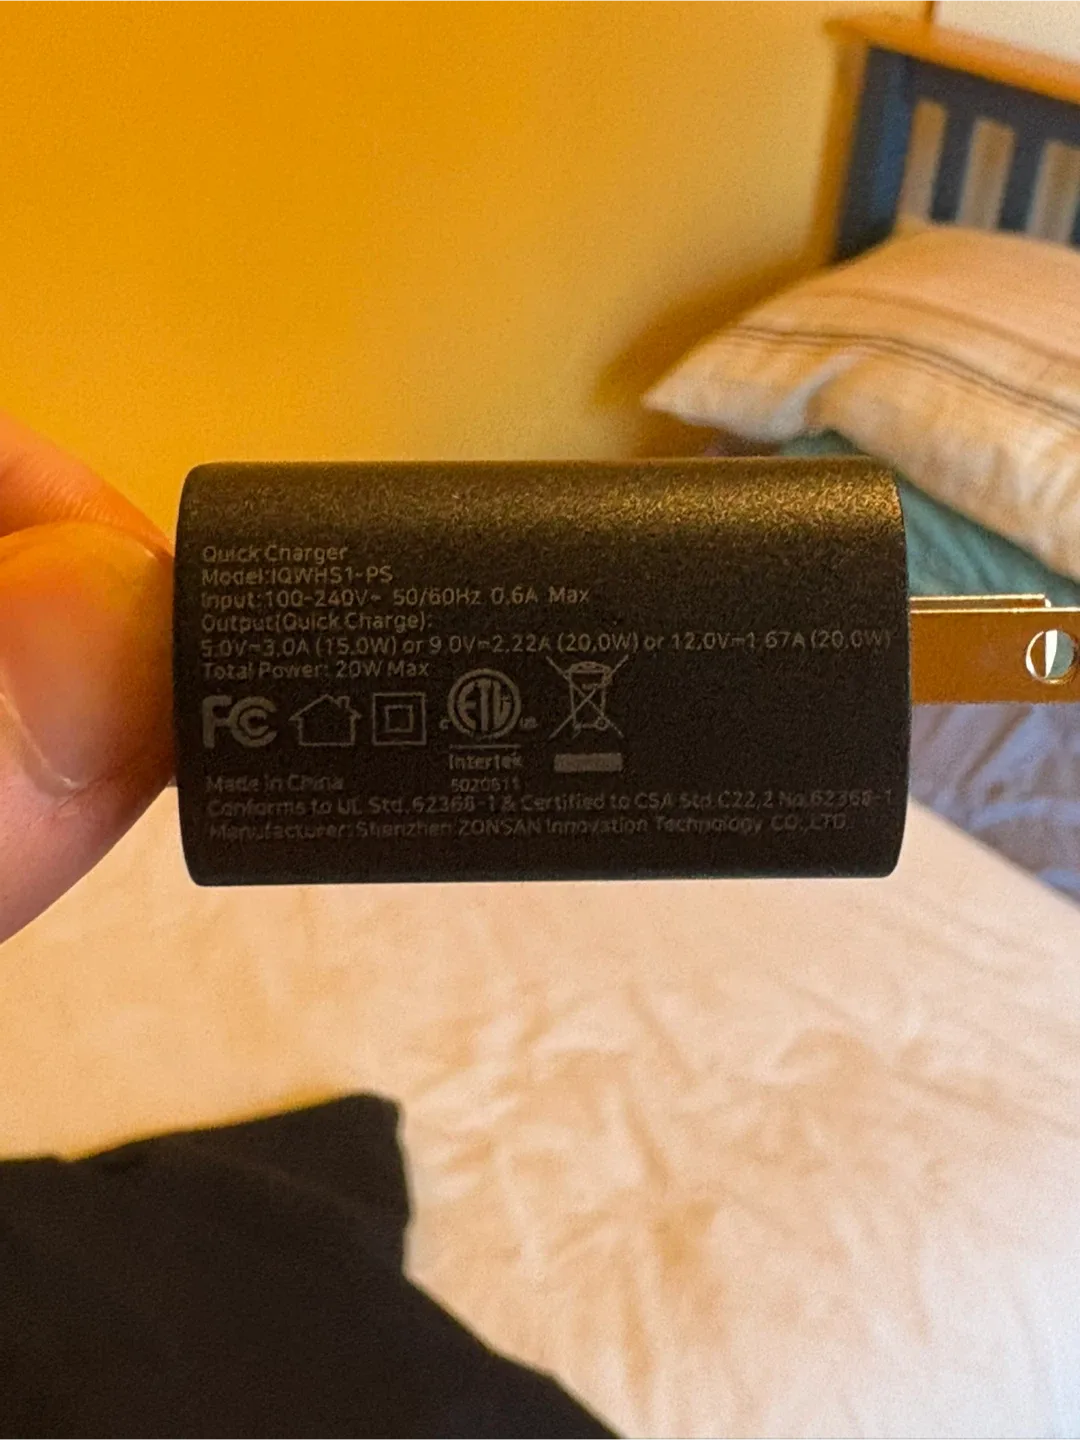 Quick Charger
Model:IQWHS1-PS
Input:100-240V~ 50/60Hz 0.6A Max
Output(Quick Charge):
5.0V⎓3.0A (15.0W) or 9.0V⎓2.22A (20.0W) or 12.0V⎓1.67A (20.0W)
Total Power: 20W Max
FC c ETL us
Intertek
5020611
Made in China
Conforms to UL Std.62368-1 & Certified to CSA Std.C22.2 No.62368-1
Manufacturer: Shenzhen ZONSAN Innovation Technology CO.,LTD.